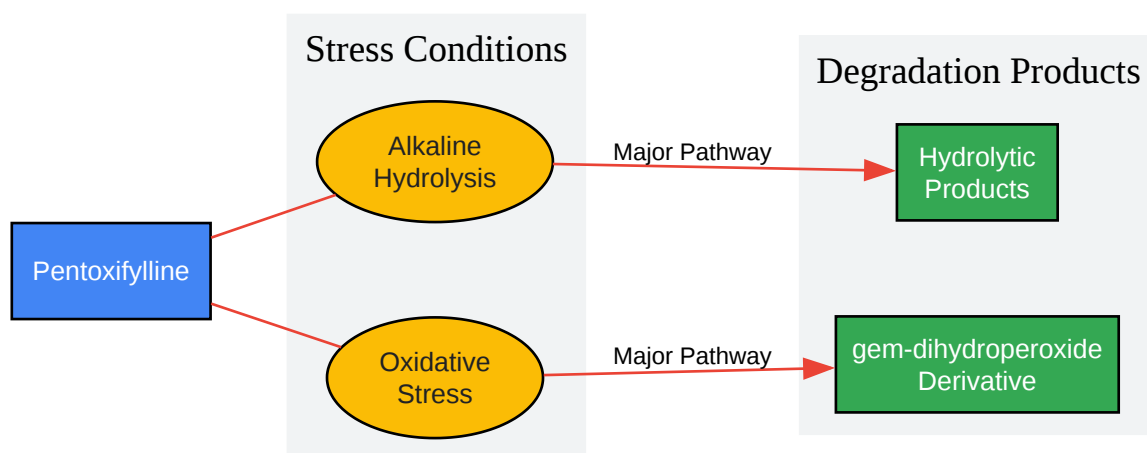 Stress Conditions
Degradation Products
Alkaline
Hydrolysis
Major Pathway
Hydrolytic
Products
Pentoxifylline
Oxidative
Stress
Major Pathway
gem-dihydroperoxide
Derivative